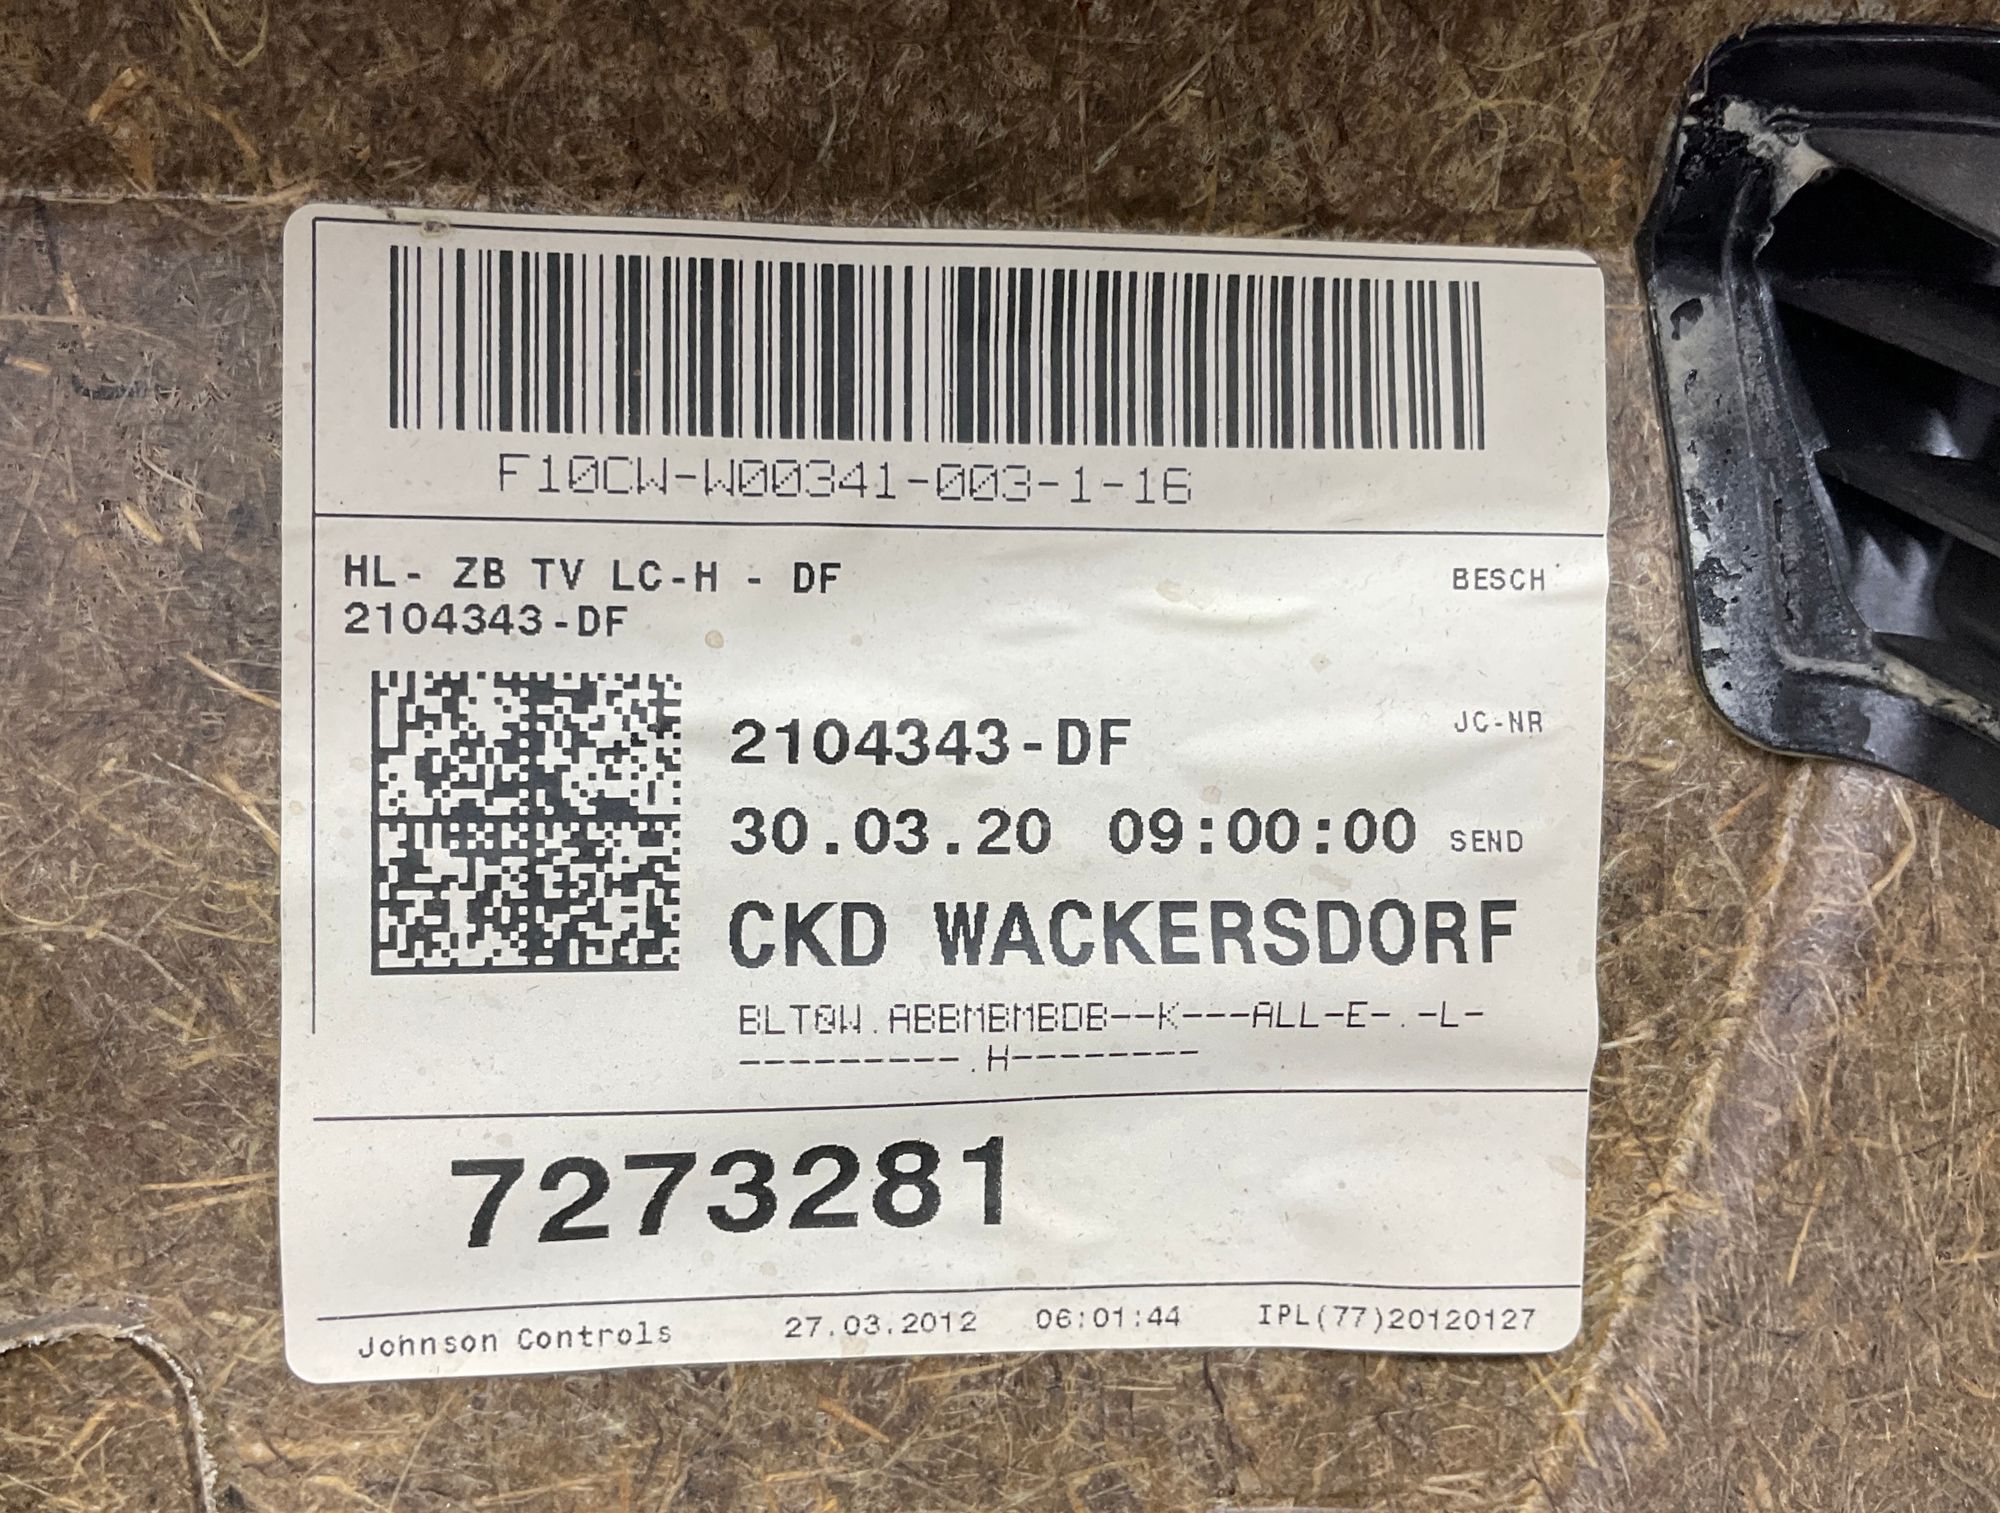 F10CW-W00341-003-1-16
HL- ZB TV LC-H - DF
BESCH
2104343-DF
2104343-DF JC-NR
30.03.20 09:00:00 SEND
CKD WACKERSDORF
BLT0W.ABBMBMBDB--K---ALL-E-.-L-
----------.H--------
7273281
Johnson Controls 27.03.2012 06:01:44 IPL(77)20120127